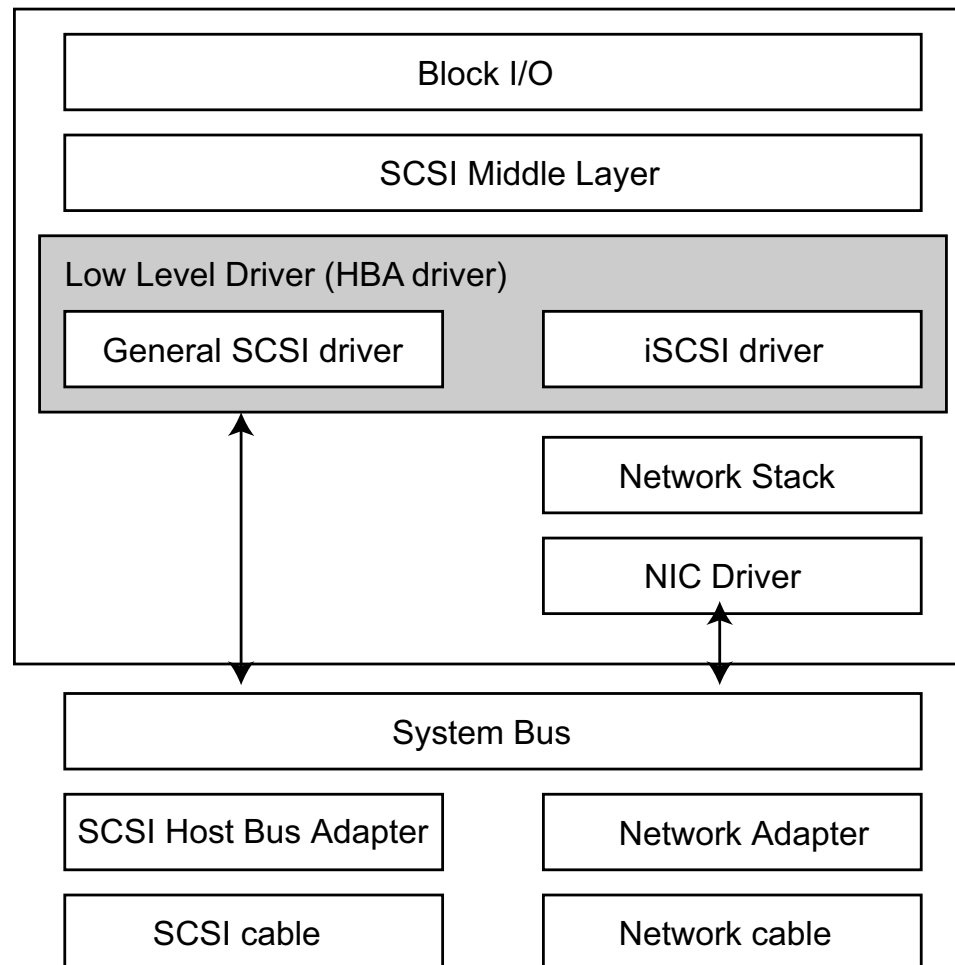 Block I/O
SCSI Middle Layer
Low Level Driver (HBA driver)
General SCSI driver
iSCSI driver
Network Stack
NIC Driver
System Bus
SCSI Host Bus Adapter
Network Adapter
SCSI cable
Network cable